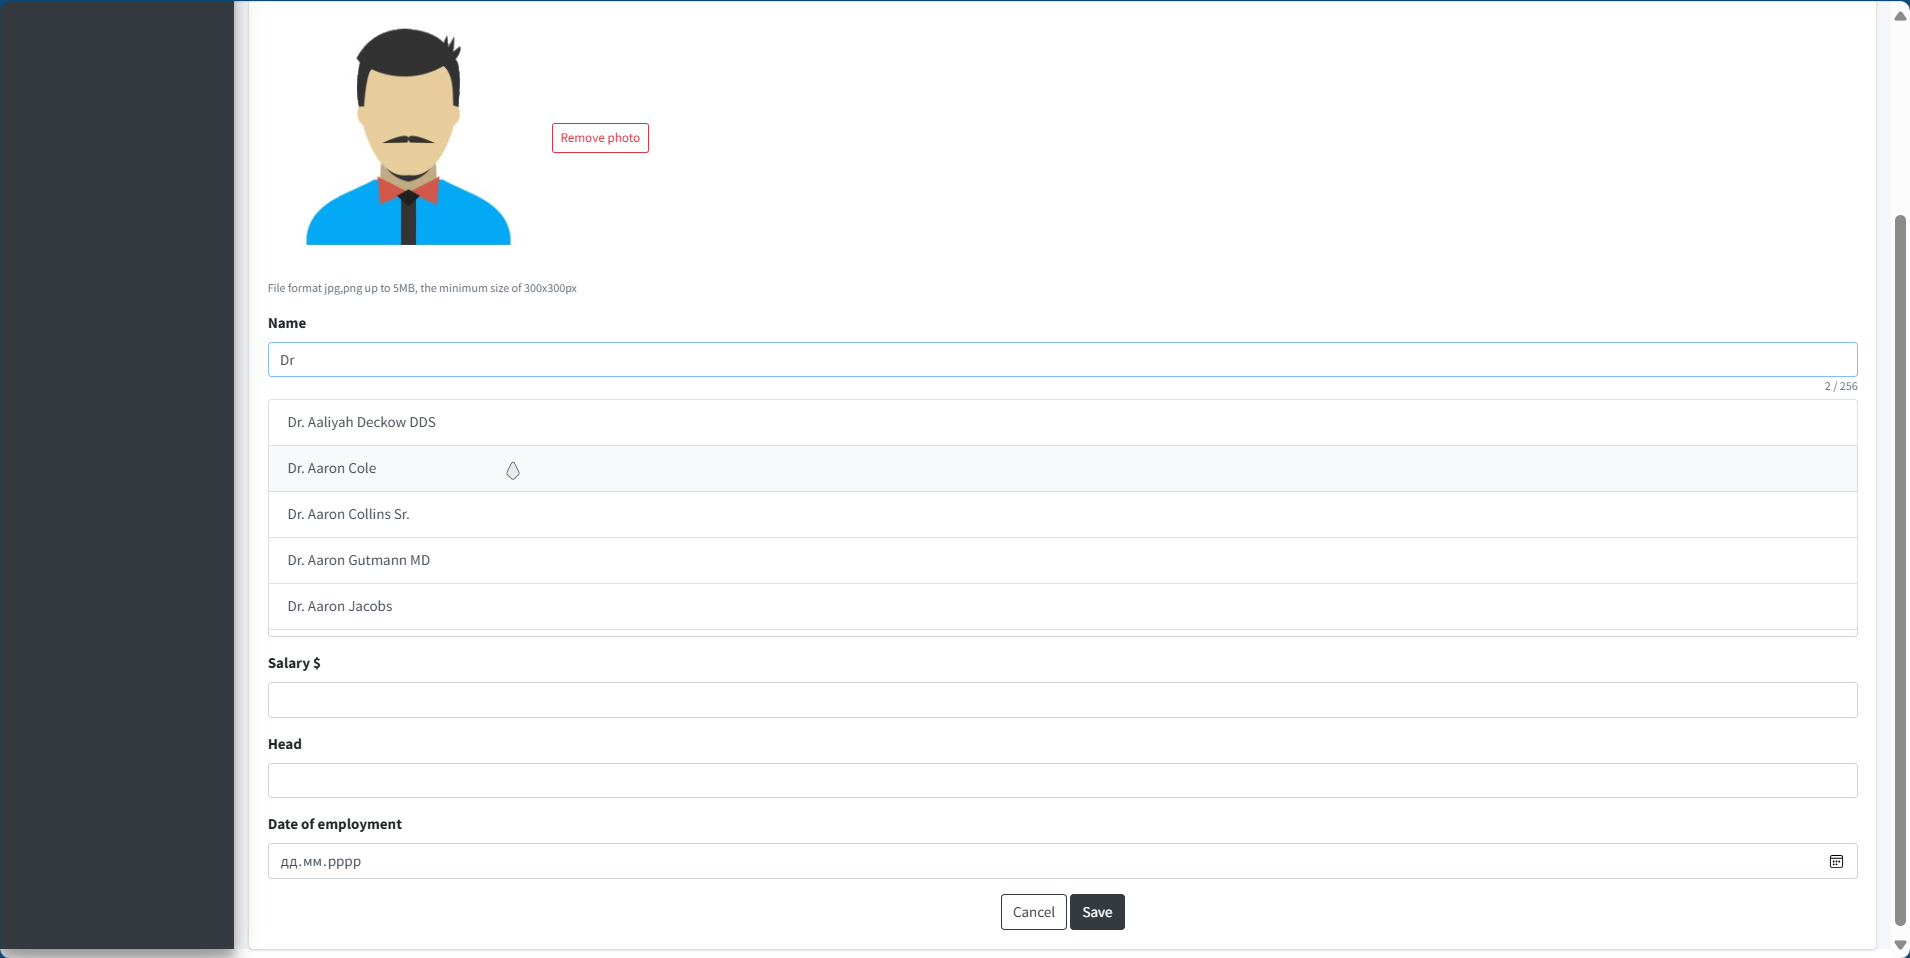 Remove photo
File format jpg,png up to 5MB, the minimum size of 300x300px
Name
Dr
2 / 256
Dr. Aaliyah Deckow DDS
Dr. Aaron Cole
Dr. Aaron Collins Sr.
Dr. Aaron Gutmann MD
Dr. Aaron Jacobs
Salary $
Head
Date of employment
дд.мм.рррр
Cancel Save